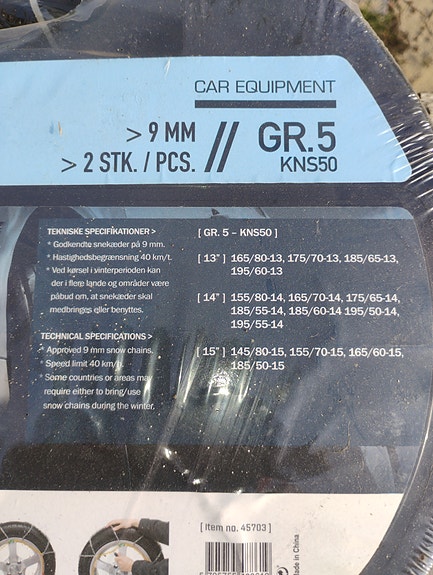 CAR EQUIPMENT
> 9 MM // GR.5
> 2 STK. / PCS. KNS50
TEKNISKE SPECIFIKATIONER >
* Godkendte snekæder på 9 mm.
* Hastighedsbegrænsning 40 km/t.
* Ved kørsel i vinterperioden kan
der i flere lande og områder være
påbud om, at snekæder skal
medbringes eller benyttes.
TECHNICAL SPECIFICATIONS >
* Approved 9 mm snow chains.
* Speed limit 40 km/h.
* Some countries or areas may
require either to bring/use
snow chains during the winter.
[ GR. 5 – KNS50 ]
[ 13" ] 165/80-13, 175/70-13, 185/65-13,
195/60-13
[ 14" ] 155/80-14, 165/70-14, 175/65-14,
185/55-14, 185/60-14 195/50-14,
195/55-14
[ 15" ] 145/80-15, 155/70-15, 165/60-15,
185/50-15
[ Item no. 45703 ]
Made in China